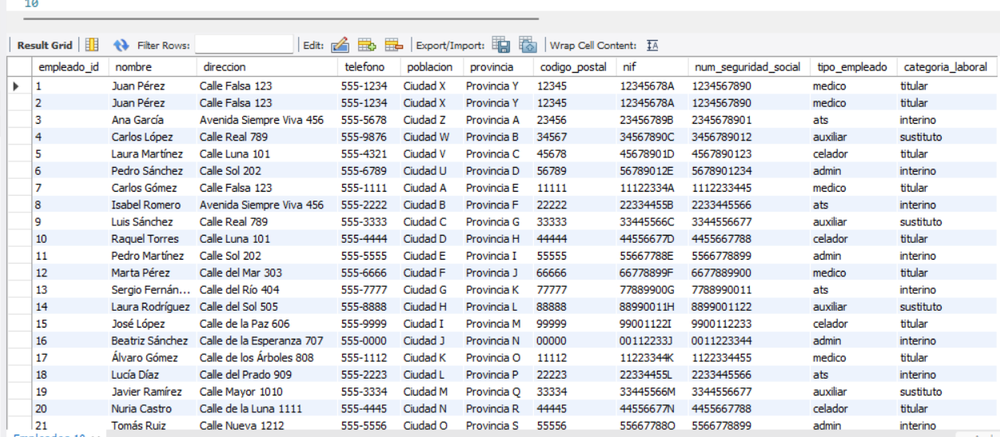 10
Result Grid Filter Rows: Edit: Export/Import: Wrap Cell Content:
empleado_id nombre direccion telefono poblacion provincia codigo_postal nif num_seguridad_social tipo_empleado categoria_laboral
1 Juan Pérez Calle Falsa 123 555-1234 Ciudad X Provincia Y 12345 12345678A 1234567890 medico titular
2 Juan Pérez Calle Falsa 123 555-1234 Ciudad X Provincia Y 12345 12345678A 1234567890 medico titular
3 Ana García Avenida Siempre Viva 456 555-5678 Ciudad Z Provincia A 23456 23456789B 2345678901 ats interino
4 Carlos López Calle Real 789 555-9876 Ciudad W Provincia B 34567 34567890C 3456789012 auxiliar sustituto
5 Laura Martínez Calle Luna 101 555-4321 Ciudad V Provincia C 45678 45678901D 4567890123 celador titular
6 Pedro Sánchez Calle Sol 202 555-6789 Ciudad U Provincia D 56789 56789012E 5678901234 admin interino
7 Carlos Gómez Calle Falsa 123 555-1111 Ciudad A Provincia E 11111 11122334A 1112233445 medico titular
8 Isabel Romero Avenida Siempre Viva 456 555-2222 Ciudad B Provincia F 22222 22334455B 2233445566 ats interino
9 Luis Sánchez Calle Real 789 555-3333 Ciudad C Provincia G 33333 33445566C 3344556677 auxiliar sustituto
10 Raquel Torres Calle Luna 101 555-4444 Ciudad D Provincia H 44444 44556677D 4455667788 celador titular
11 Pedro Martínez Calle Sol 202 555-5555 Ciudad E Provincia I 55555 55667788E 5566778899 admin interino
12 Marta Pérez Calle del Mar 303 555-6666 Ciudad F Provincia J 66666 66778899F 6677889900 medico titular
13 Sergio Fernán... Calle del Río 404 555-7777 Ciudad G Provincia K 77777 77889900G 7788990011 ats interino
14 Laura Rodríguez Calle del Sol 505 555-8888 Ciudad H Provincia L 88888 88990011H 8899001122 auxiliar sustituto
15 José López Calle de la Paz 606 555-9999 Ciudad I Provincia M 99999 99001122I 9900112233 celador titular
16 Beatriz Sánchez Calle de la Esperanza 707 555-0000 Ciudad J Provincia N 00000 00112233J 0011223344 admin interino
17 Álvaro Gómez Calle de los Árboles 808 555-1112 Ciudad K Provincia O 11112 11223344K 1122334455 medico titular
18 Lucía Díaz Calle del Prado 909 555-2223 Ciudad L Provincia P 22223 22334455L 2233445566 ats interino
19 Javier Ramírez Calle Mayor 1010 555-3334 Ciudad M Provincia Q 33334 33445566M 3344556677 auxiliar sustituto
20 Nuria Castro Calle de la Luna 1111 555-4445 Ciudad N Provincia R 44445 44556677N 4455667788 celador titular
21 Tomás Ruiz Calle Nueva 1212 555-5556 Ciudad O Provincia S 55556 55667788O 5566778899 admin interino